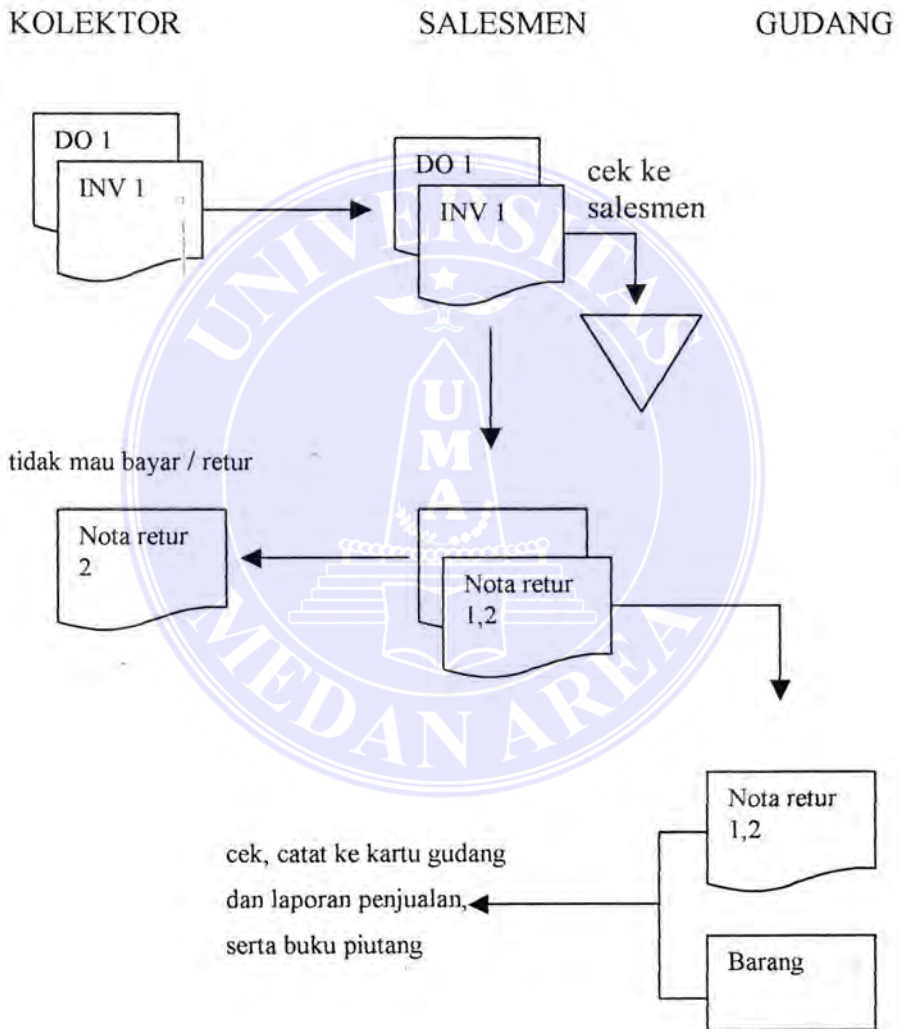 KOLEKTOR SALESMEN GUDANG
DO 1
INV 1
DO 1
INV 1
cek ke
salesmen
tidak mau bayar / retur
Nota retur
2
Nota retur
1,2
Nota retur
1,2
cek, catat ke kartu gudang
dan laporan penjualan,
serta buku piutang
Barang
UNIVERSITAS
MEDAN AREA
U
M
A